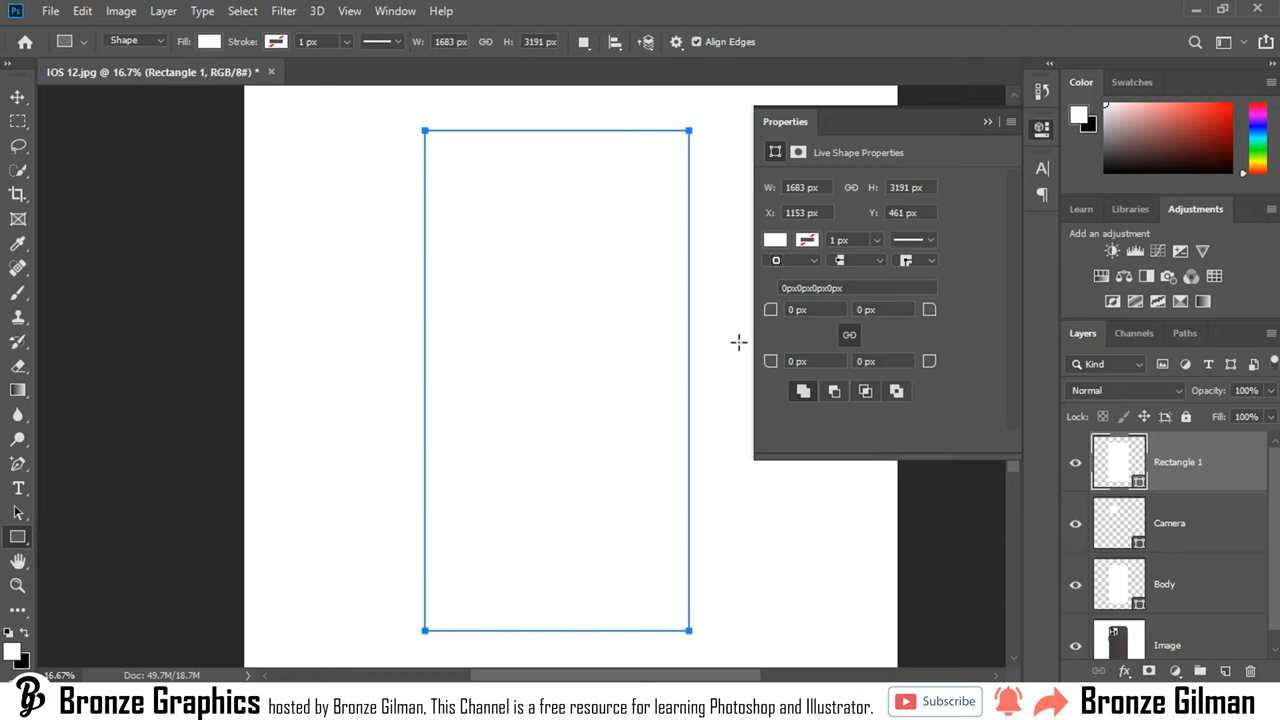 Ps File Edit Image Layer Type Select Filter 3D View Window Help
Shape Fill: Stroke: 1 px W: 1683 px H: 3191 px Align Edges
IOS 12.jpg @ 16.7% (Rectangle 1, RGB/8#) * ×
Color Swatches
Properties
Live Shape Properties
W: 1683 px H: 3191 px
X: 1153 px Y: 461 px
1 px
0px0px0px0px
0 px 0 px
0 px 0 px
Learn Libraries Adjustments
Add an adjustment
Layers Channels Paths
Kind
Normal Opacity: 100%
Lock: Fill: 100%
Rectangle 1
Camera
Body
Image
16.67% Doc: 49.7M/18.7M
Bronze Graphics hosted by Bronze Gilman, This Channel is a free resource for learning Photoshop and Illustrator. Subscribe Bronze Gilman